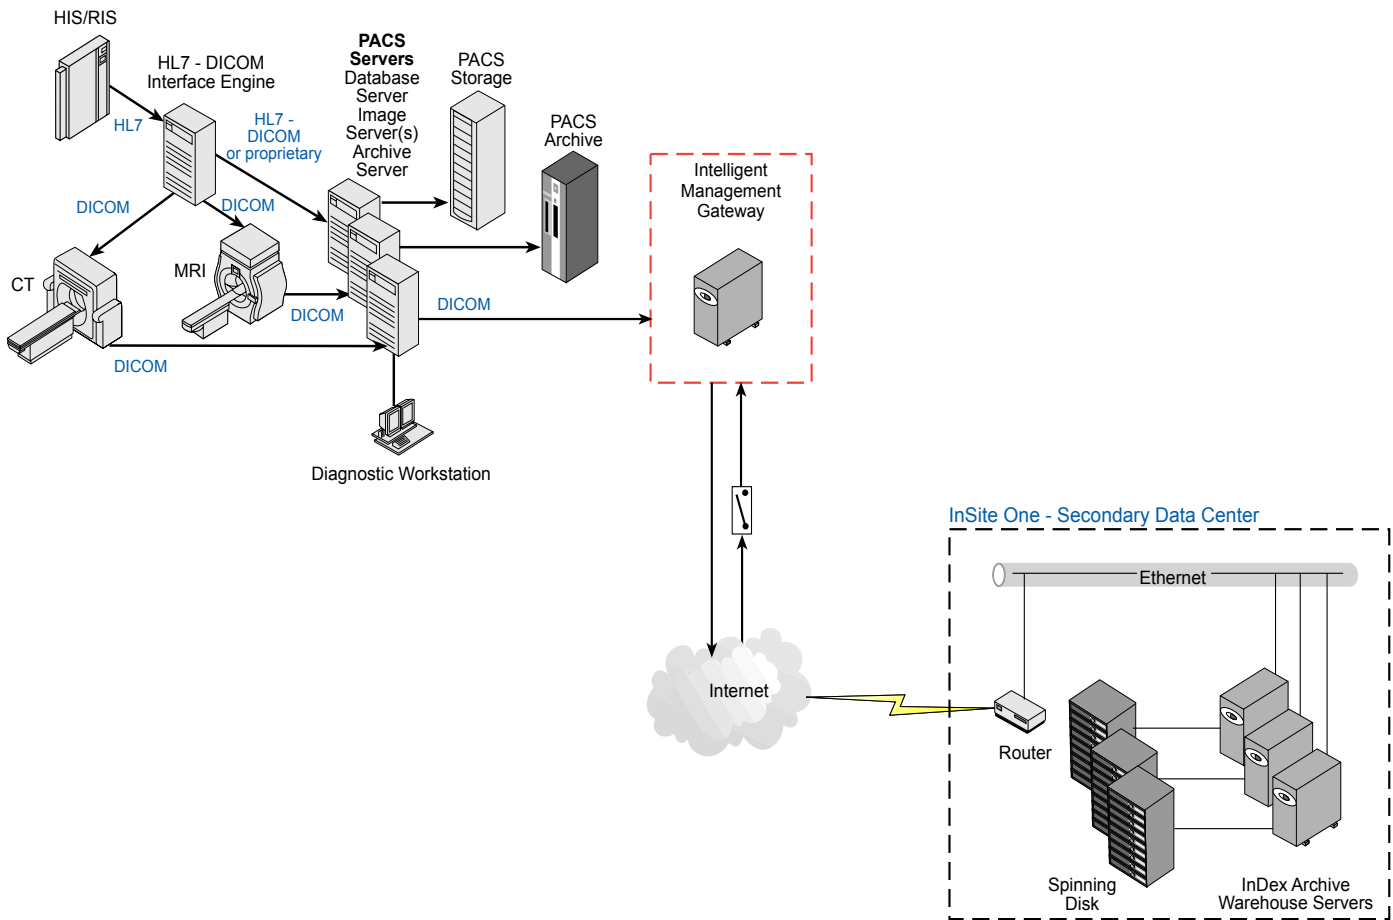 HIS/RIS
HL7 - DICOM
Interface Engine
HL7
HL7 -
DICOM
or proprietary
PACS
Servers
Database
Server
Image
Server(s)
Archive
Server
PACS
Storage
PACS
Archive
Intelligent
Management
Gateway
DICOM
DICOM
CT
MRI
DICOM
DICOM
DICOM
Diagnostic Workstation
InSite One - Secondary Data Center
Ethernet
Internet
Router
Spinning
Disk
InDex Archive
Warehouse Servers